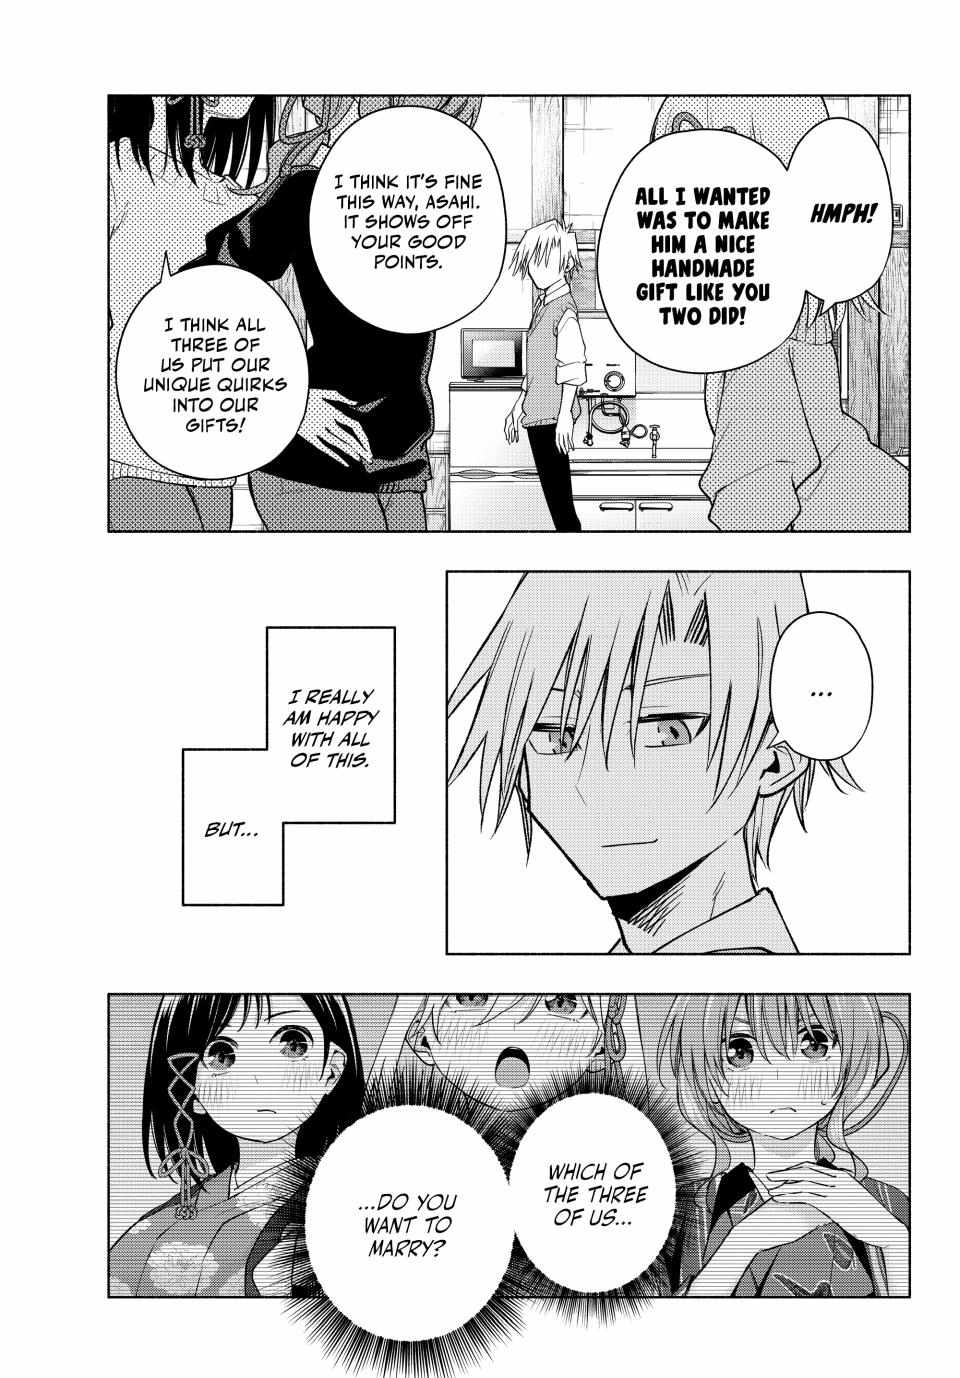 HMPH!
ALL I WANTED
WAS TO MAKE
HIM A NICE
HANDMADE
GIFT LIKE YOU
TWO DID!
I THINK IT'S FINE
THIS WAY, ASAHI.
IT SHOWS OFF
YOUR GOOD
POINTS.
I THINK ALL
THREE OF
US PUT OUR
UNIQUE QUIRKS
INTO OUR
GIFTS!
...
I REALLY
AM HAPPY
WITH ALL
OF THIS.
BUT...
WHICH OF
THE THREE
OF US...
...DO YOU
WANT TO
MARRY?